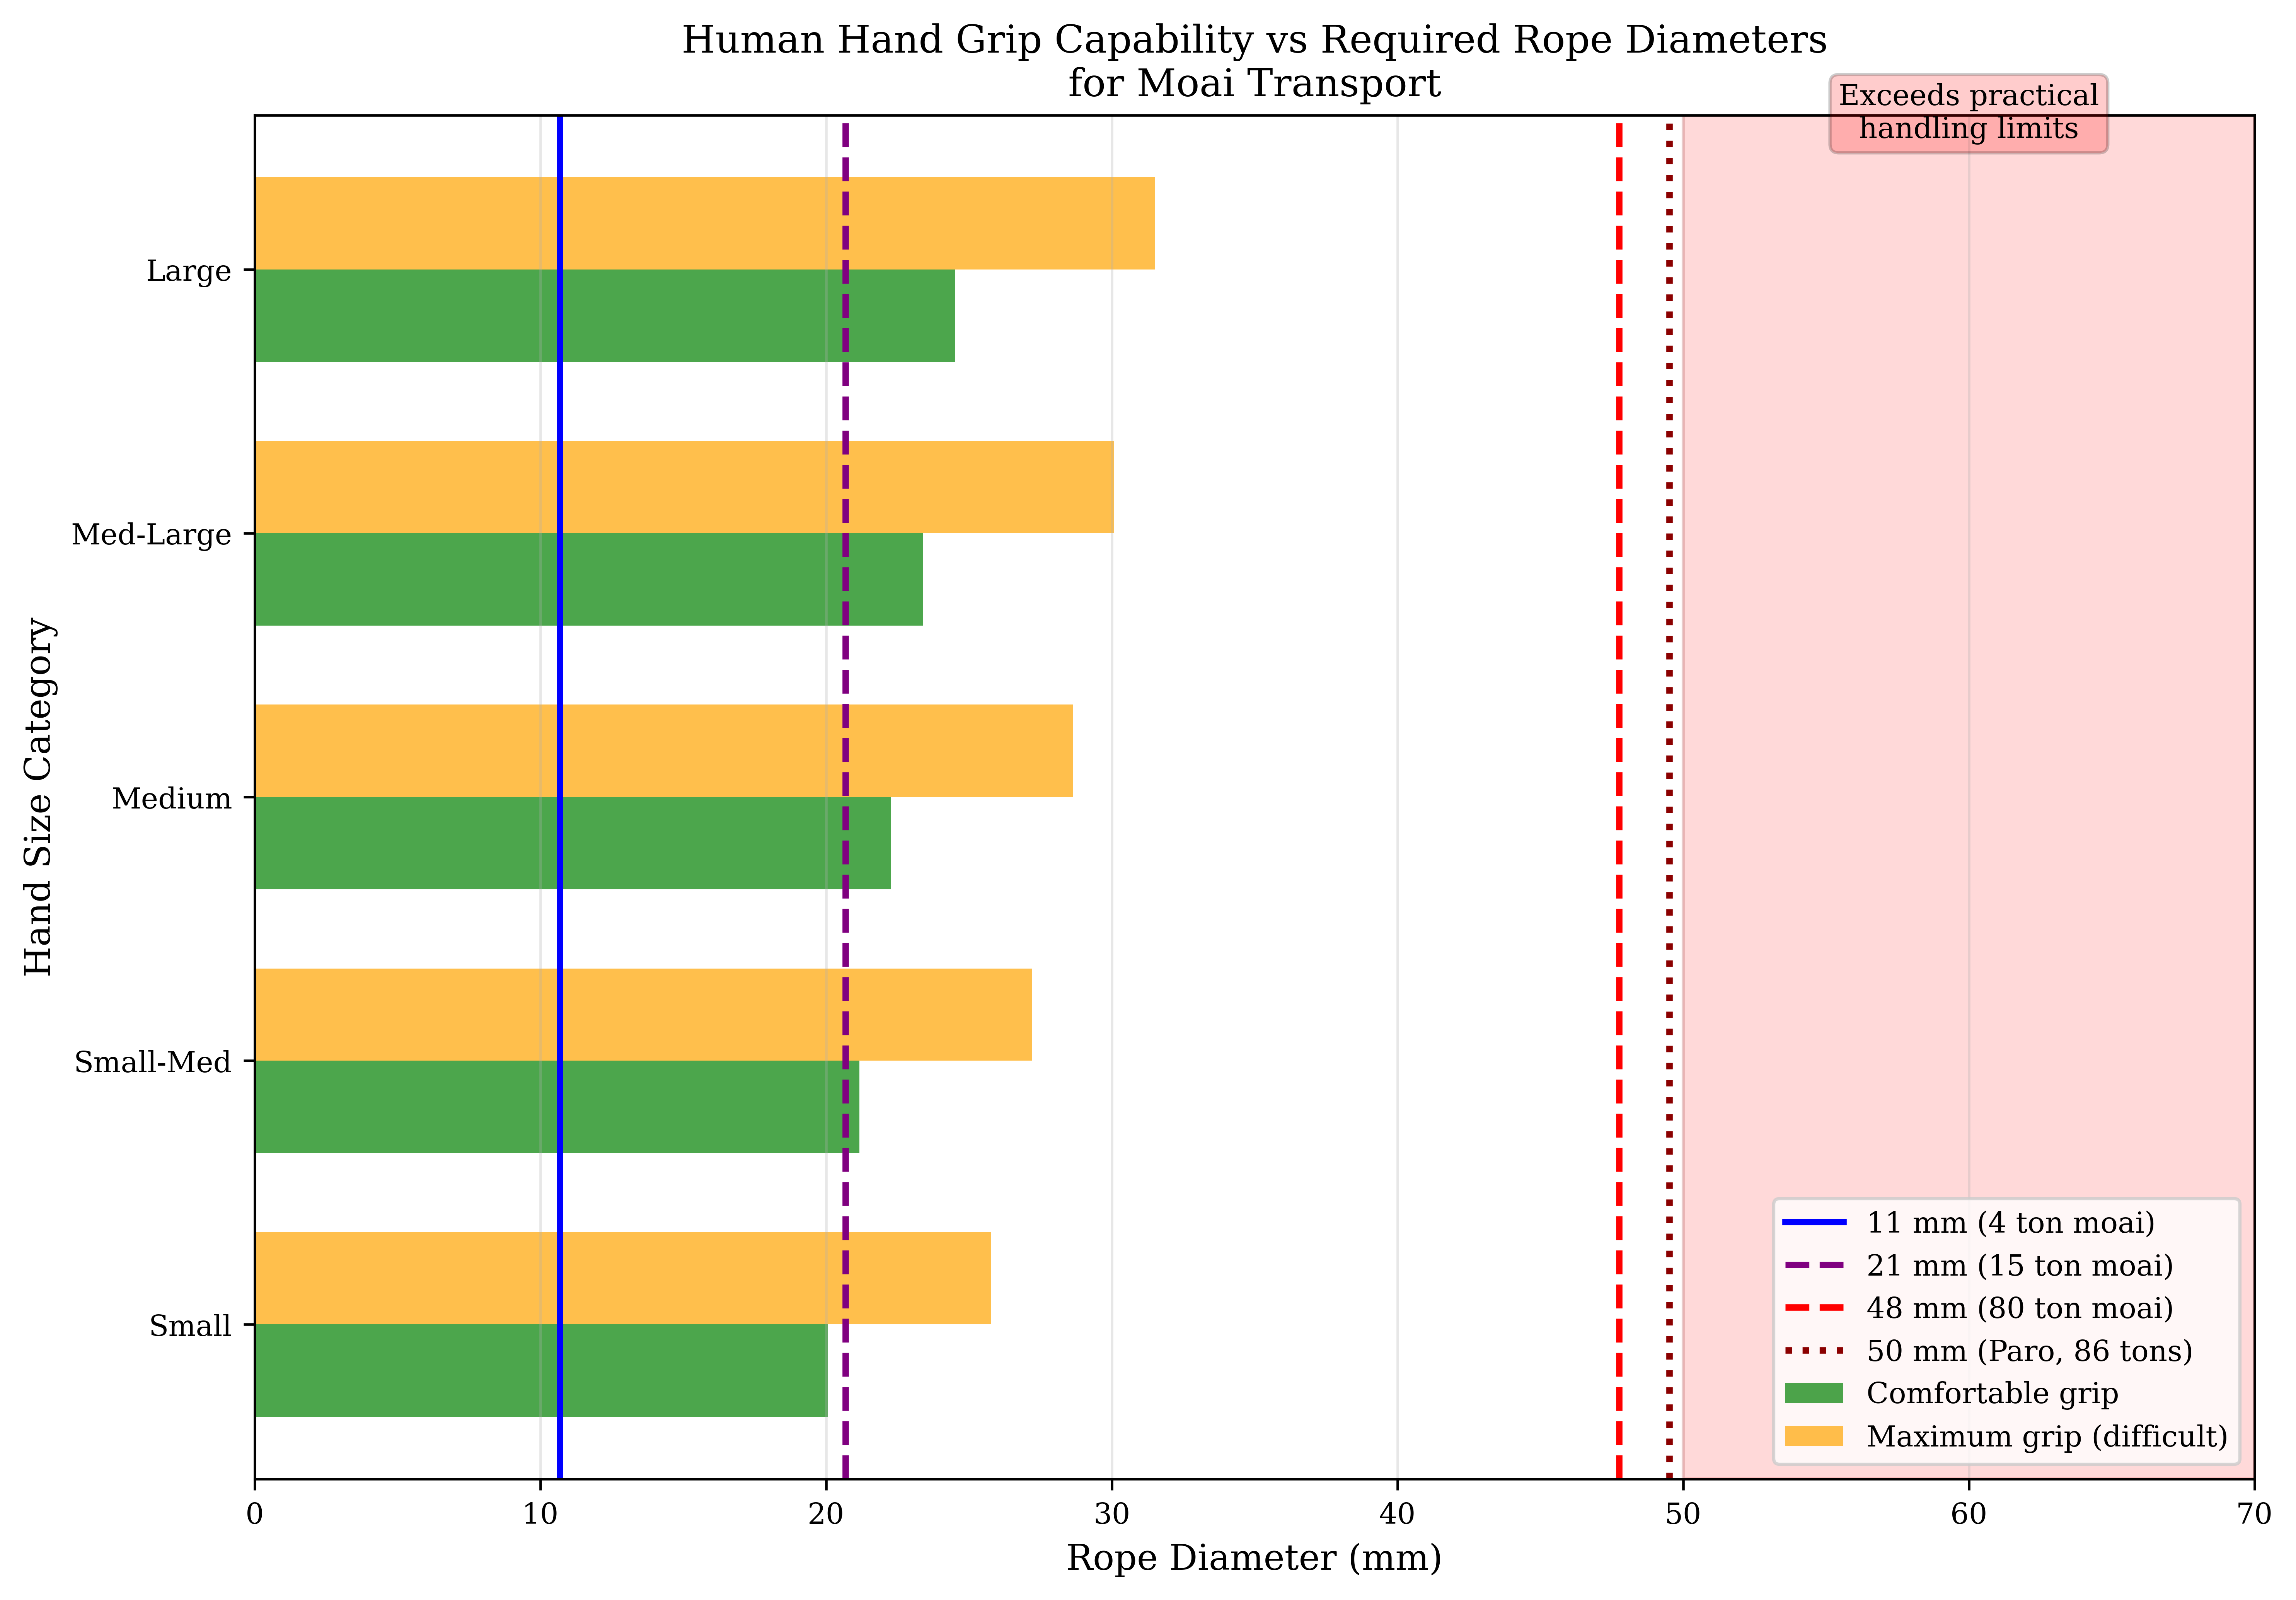 Human Hand Grip Capability vs Required Rope Diameters
for Moai Transport
Exceeds practical
handling limits
Hand Size Category
Large
Med-Large
Medium
Small-Med
Small
11 mm (4 ton moai)
21 mm (15 ton moai)
48 mm (80 ton moai)
50 mm (Paro, 86 tons)
Comfortable grip
Maximum grip (difficult)
0 10 20 30 40 50 60 70
Rope Diameter (mm)